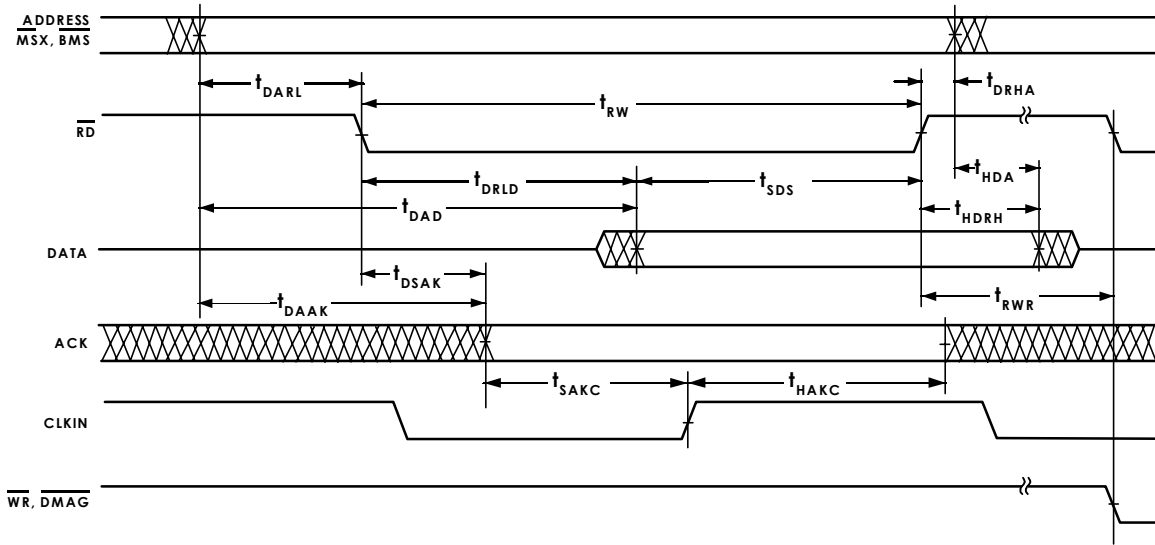 ADDRESS
MSX, BMS
tDARL
tDRHA
tRW
RD
tDRLD
tSDS
tHDA
tDAD
tHDRH
DATA
tDSAK
tDAAK
tRWR
ACK
tSAKC
tHAKC
CLKIN
WR, DMAG